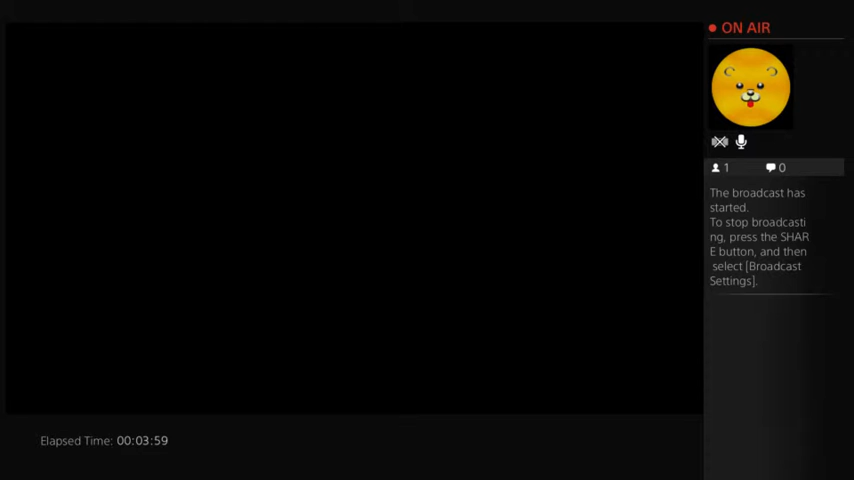 ON AIR
1 0
The broadcast has
started.
To stop broadcasti
ng, press the SHAR
E button, and then
select [Broadcast
Settings].
Elapsed Time: 00:03:59